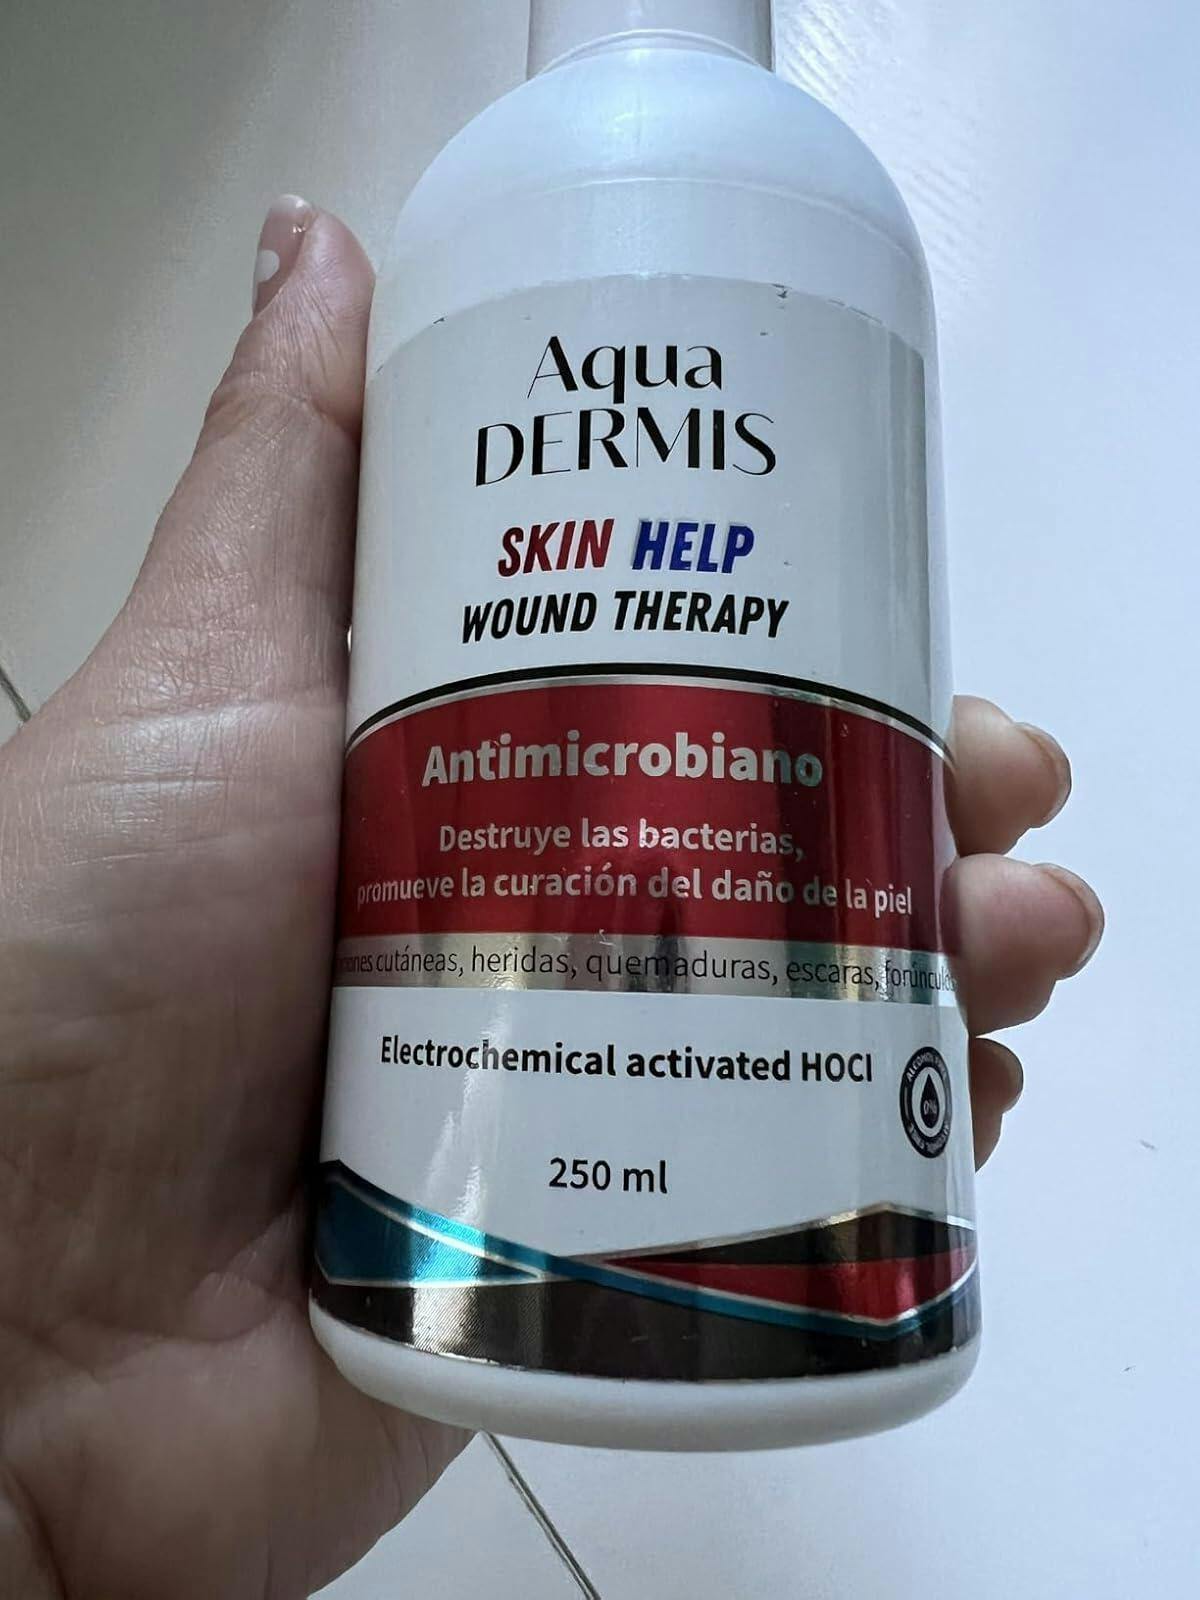 Aqua
DERMIS
SKIN HELP
WOUND THERAPY
Antimicrobiano
Destruye las bacterias,
promueve la curación del daño de la piel
cutáneas, heridas, quemaduras, escaras,
Electrochemical activated HOCl
0%
250 ml